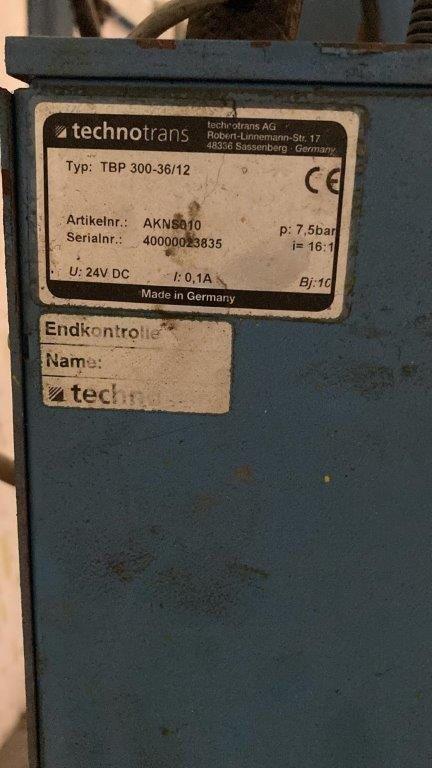 technotrans
technotrans AG
Robert-Linnemann-Str. 17
48336 Sassenberg · Germany
Typ: TBP 300-36/12
CE
Artikelnr.: AKNS010
p: 7,5bar
Serialnr.: 40000023835
i= 16:1
U: 24V DC
I: 0,1A
Bj:10
Made in Germany
Endkontrolle
Name: